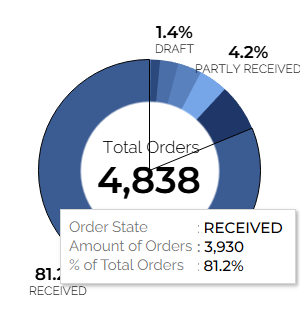 1.4%
DRAFT
4.2%
PARTLY RECEIVED
Total Orders
4,838
Order State : RECEIVED
Amount of Orders : 3,930
% of Total Orders : 81.2%
81.2
RECEIVED